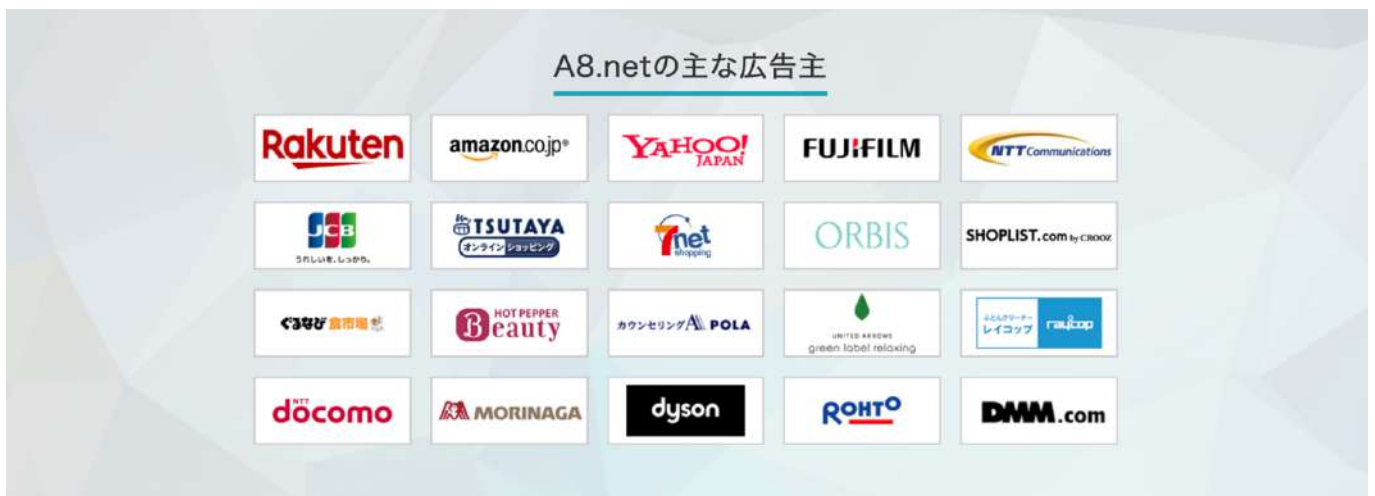 A8.netの主な広告主
Rakuten
amazon.co.jp®
YAHOO!
JAPAN
FUJIFILM
NTT Communications
JCB
うれしいを、しっかり。
TSUTAYA
オンライン ショッピング
7net
shopping
ORBIS
SHOPLIST.com by CROOZ
ぐるなび 食市場
HOT PEPPER
Beauty
カウンセリング POLA
UNITED ARROWS
green label relaxing
ふとんクリーナー
レイコップ
raycop
NTT
docomo
MORINAGA
dyson
ROHTO
DMM.com